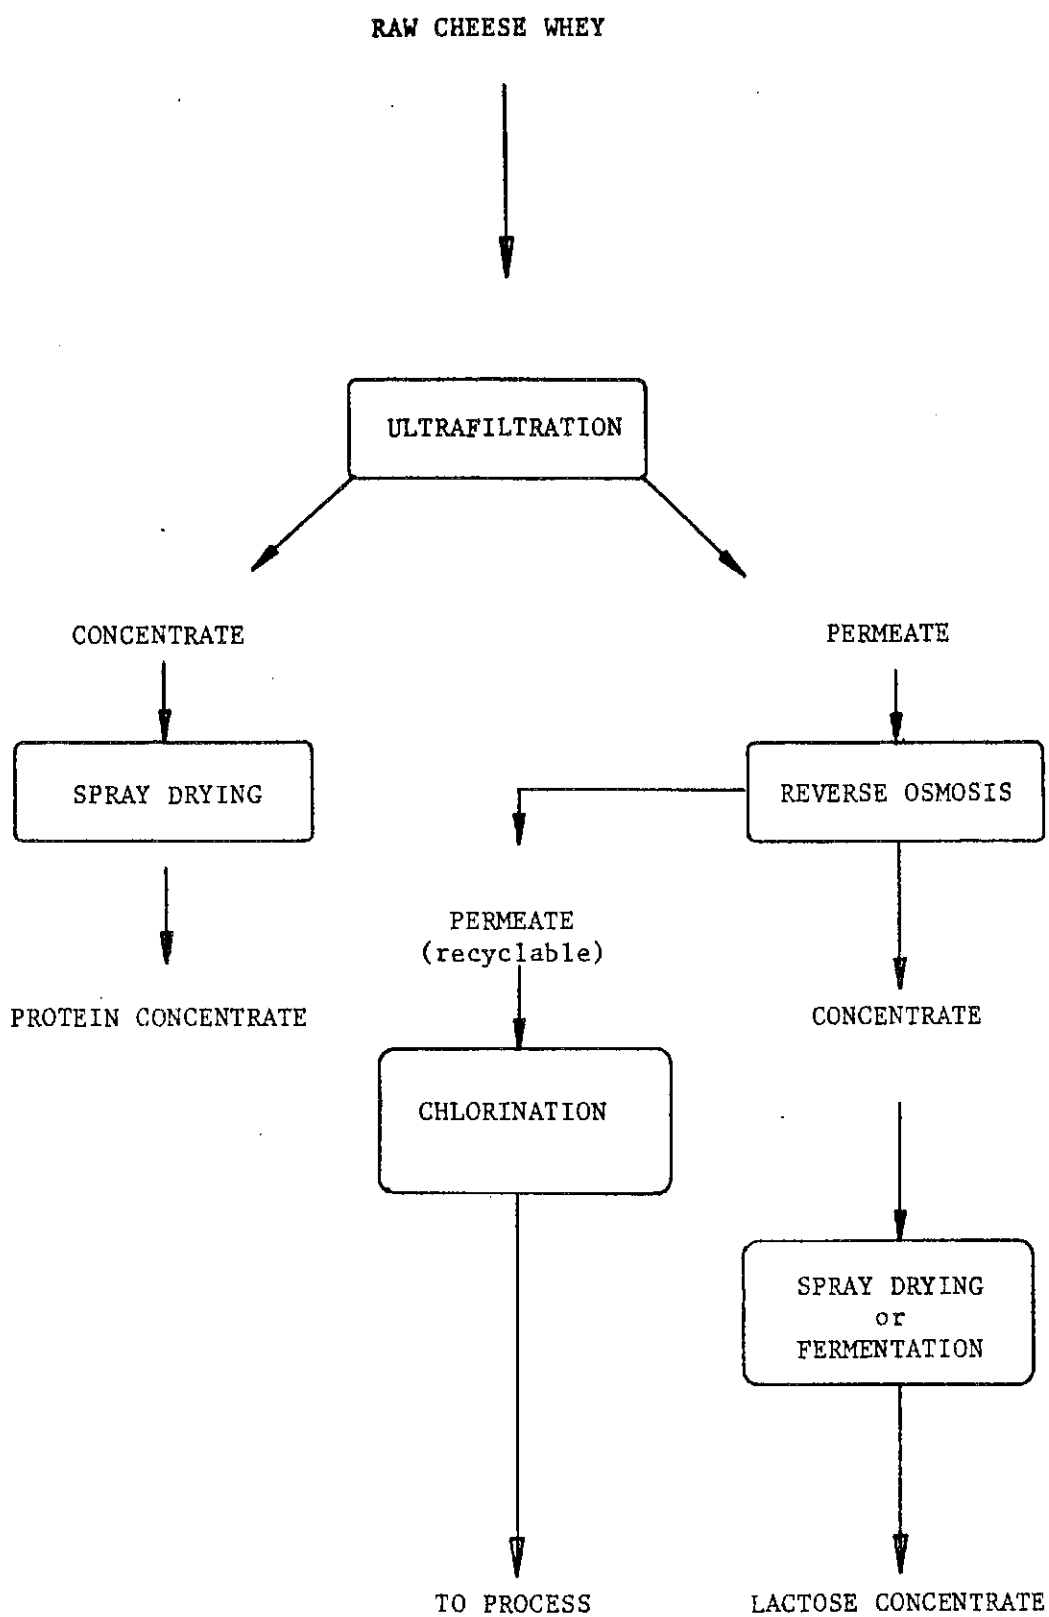 RAW CHEESE WHEY
ULTRAFILTRATION
CONCENTRATE
PERMEATE
SPRAY DRYING
REVERSE OSMOSIS
PERMEATE
(recyclable)
PROTEIN CONCENTRATE
CONCENTRATE
CHLORINATION
SPRAY DRYING
or
FERMENTATION
TO PROCESS
LACTOSE CONCENTRATE